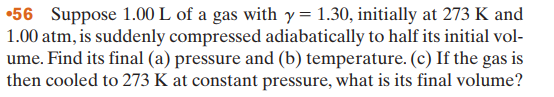 •56 Suppose 1.00 L of a gas with γ = 1.30, initially at 273 K and
1.00 atm, is suddenly compressed adiabatically to half its initial vol-
ume. Find its final (a) pressure and (b) temperature. (c) If the gas is
then cooled to 273 K at constant pressure, what is its final volume?